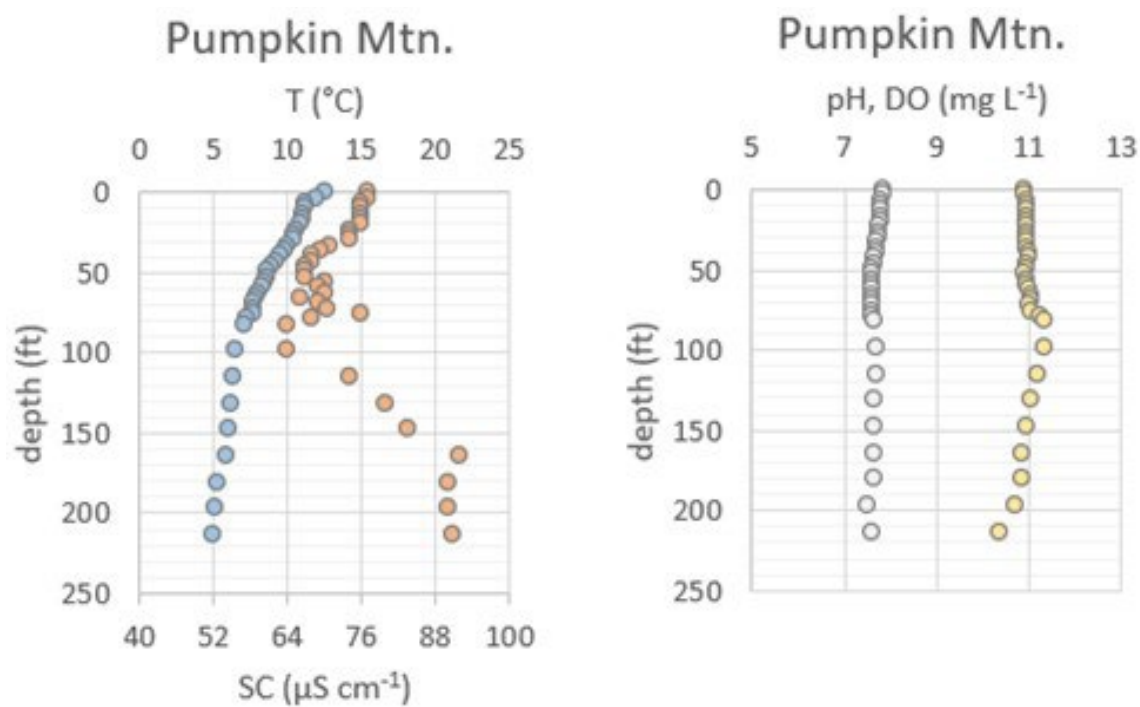 Pumpkin Mtn.
T (°C)
0 5 10 15 20 25
depth (ft)
0
50
100
150
200
250
40 52 64 76 88 100
SC (µS cm⁻¹)
Pumpkin Mtn.
pH, DO (mg L⁻¹)
5 7 9 11 13
depth (ft)
0
50
100
150
200
250